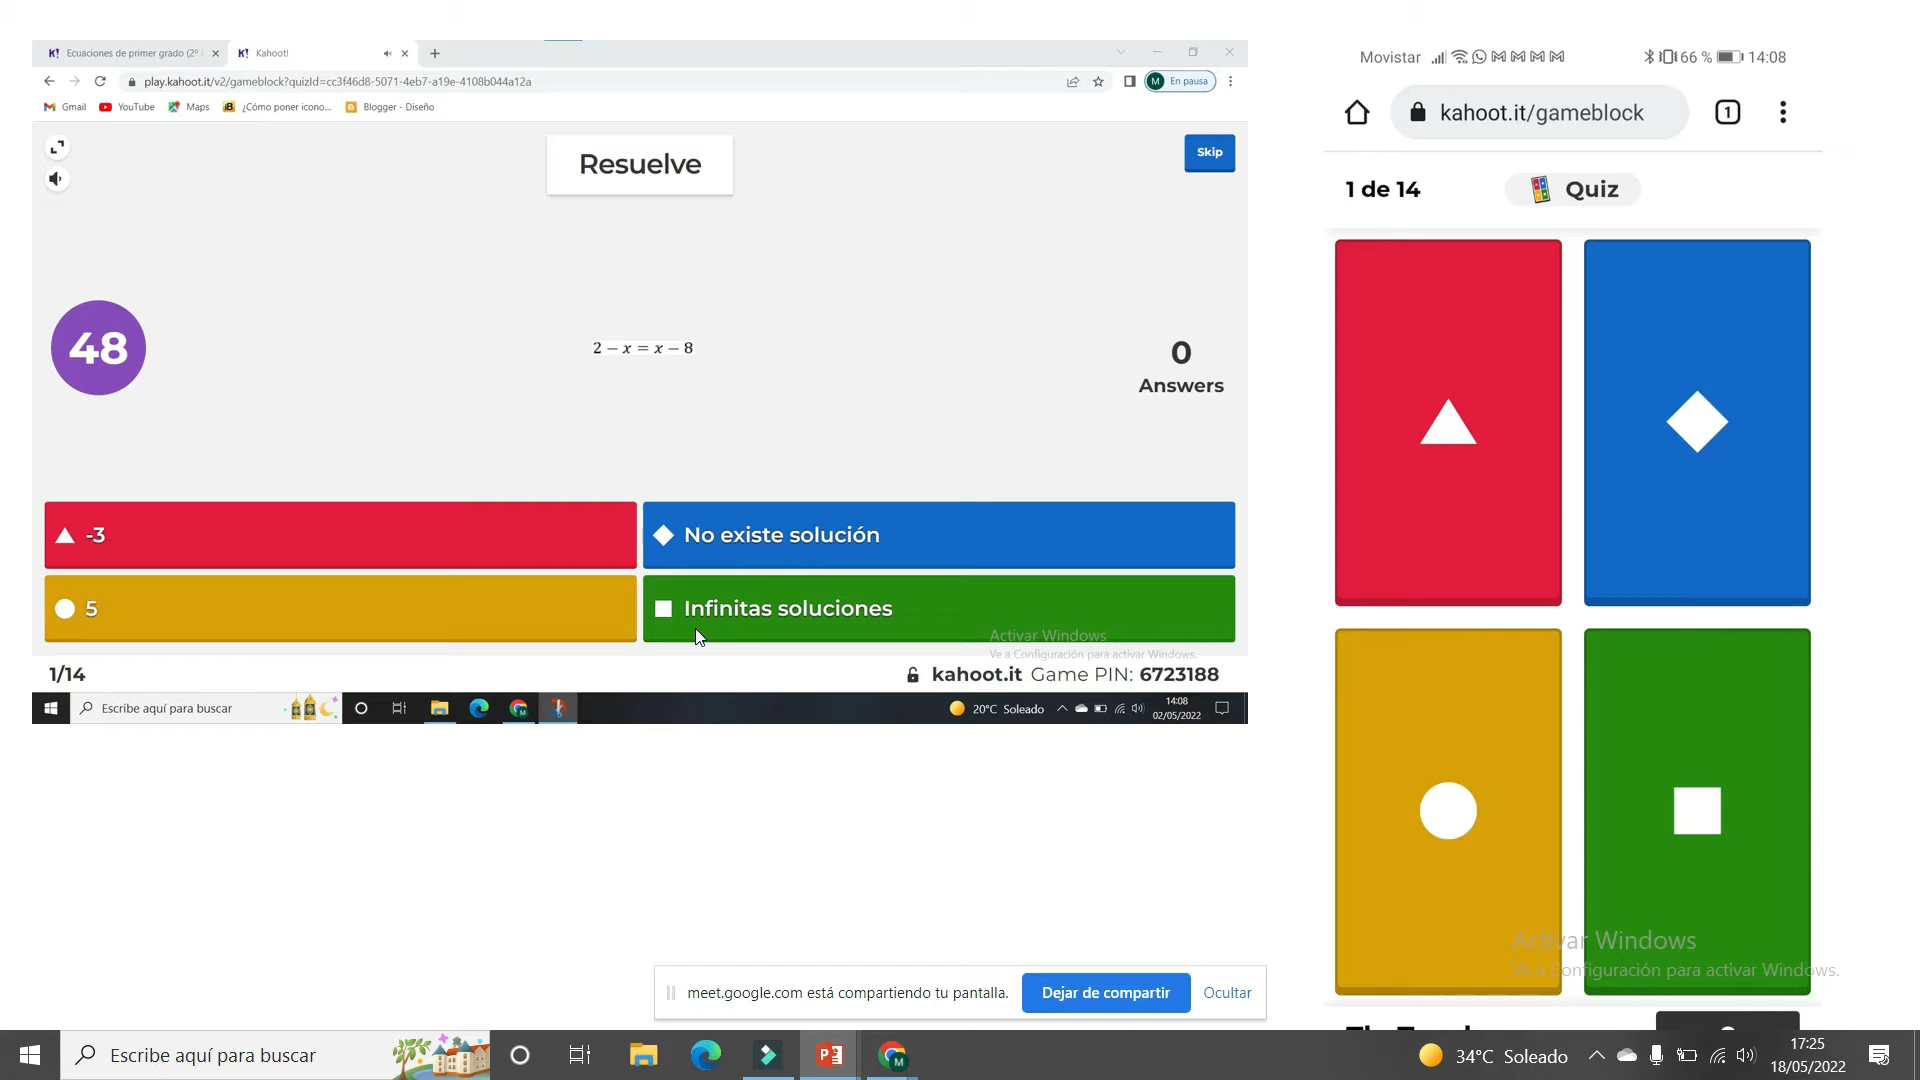 Ecuaciones de primer grado (2º
Kahoot!
play.kahoot.it/v2/gameblock?quizId=cc3f46d8-5071-4eb7-a19e-4108b044a12a
M
En pausa
Gmail
YouTube
Maps
¿Cómo poner icono...
Blogger - Diseño
Resuelve
Skip
48
2 − x = x − 8
0
Answers
-3
No existe solución
5
Infinitas soluciones
Activar Windows
Ve a Configuración para activar Windows.
1/14
kahoot.it Game PIN: 6723188
Escribe aquí para buscar
20°C Soleado
14:08
02/05/2022
Movistar
66 %
14:08
kahoot.it/gameblock
1
1 de 14
Quiz
Activar Windows
Ve a Configuración para activar Windows.
meet.google.com está compartiendo tu pantalla.
Dejar de compartir
Ocultar
Escribe aquí para buscar
34°C Soleado
17:25
18/05/2022